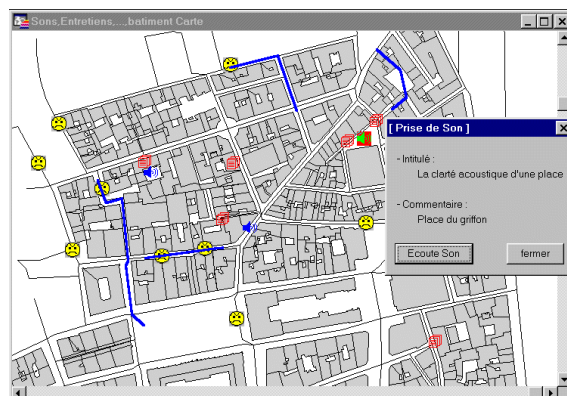 Sons,Entretiens,...,batiment Carte
[ Prise de Son ]
- Intitulé :
La clarté acoustique d'une place
- Commentaire :
Place du griffon
Ecoute Son
fermer